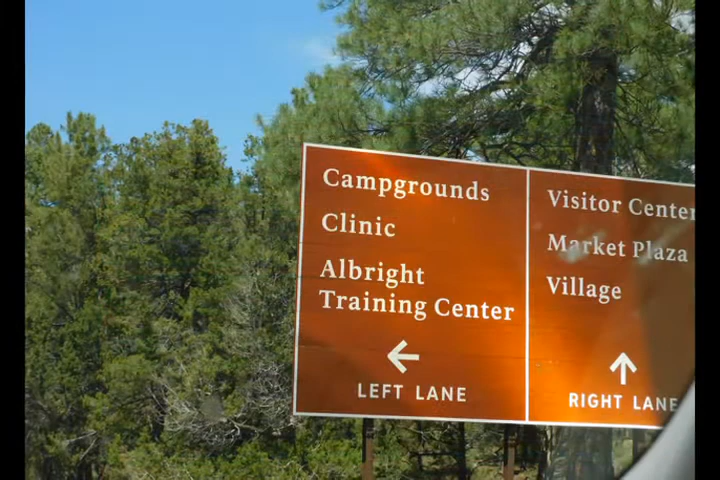 Campgrounds
Clinic
Albright
Training Center
LEFT LANE
Visitor Center
Market Plaza
Village
RIGHT LANE